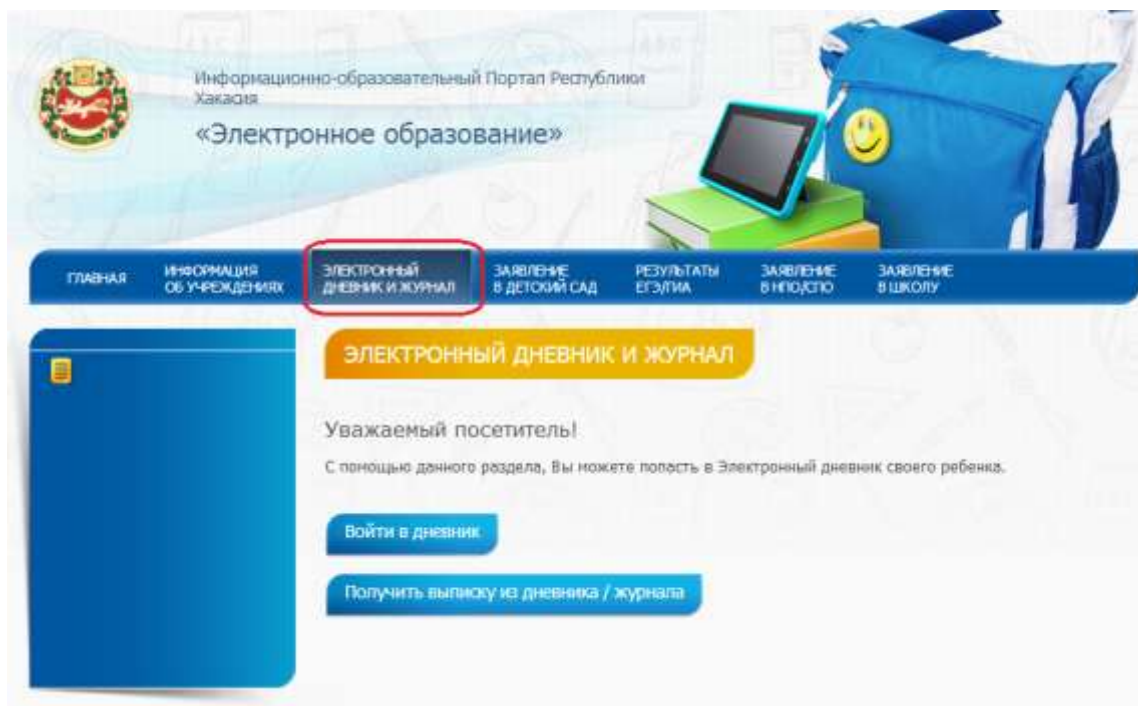 Информационно-образовательный Портал Республики
Хакасия
«Электронное образование»
ГЛАВНАЯ
ИНФОРМАЦИЯ
ОБ УЧРЕЖДЕНИЯХ
ЭЛЕКТРОННЫЙ
ДНЕВНИК И ЖУРНАЛ
ЗАЯВЛЕНИЕ
В ДЕТСКИЙ САД
РЕЗУЛЬТАТЫ
ЕГЭ/ГИА
ЗАЯВЛЕНИЕ
В НПО/СПО
ЗАЯВЛЕНИЕ
В ШКОЛУ
ЭЛЕКТРОННЫЙ ДНЕВНИК И ЖУРНАЛ
Уважаемый посетитель!
С помощью данного раздела, Вы можете попасть в Электронный дневник своего ребенка.
Войти в дневник
Получить выписку из дневника / журнала